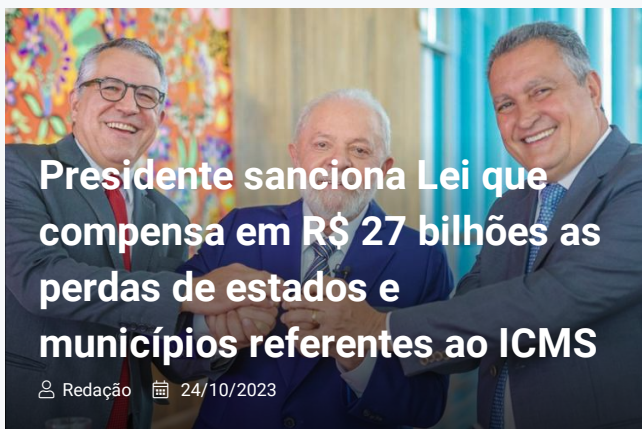 Presidente sanciona Lei que
compensa em R$ 27 bilhões as
perdas de estados e
municípios referentes ao ICMS
Redação 24/10/2023